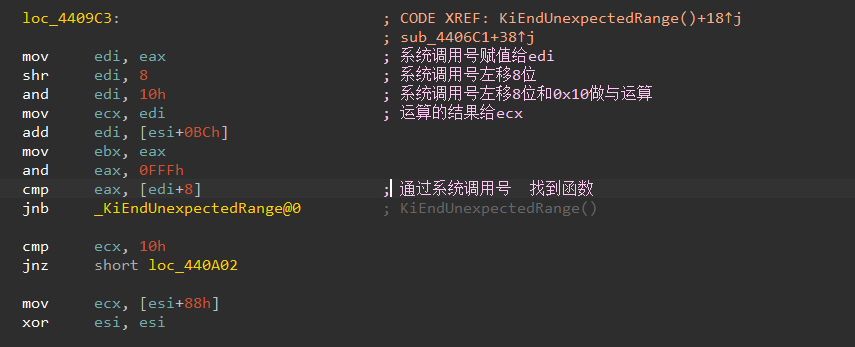 loc_4409C3: ; CODE XREF: KiEndUnexpectedRange()+18↑j
; sub_4406C1+38↑j
mov edi, eax ; 系统调用号赋值给edi
shr edi, 8 ; 系统调用号左移8位
and edi, 10h ; 系统调用号左移8位和0x10做与运算
mov ecx, edi ; 运算的结果给ecx
add edi, [esi+0BCh]
mov ebx, eax
and eax, 0FFFh
cmp eax, [edi+8] ; 通过系统调用号 找到函数
jnb _KiEndUnexpectedRange@0 ; KiEndUnexpectedRange()
cmp ecx, 10h
jnz short loc_440A02
mov ecx, [esi+88h]
xor esi, esi